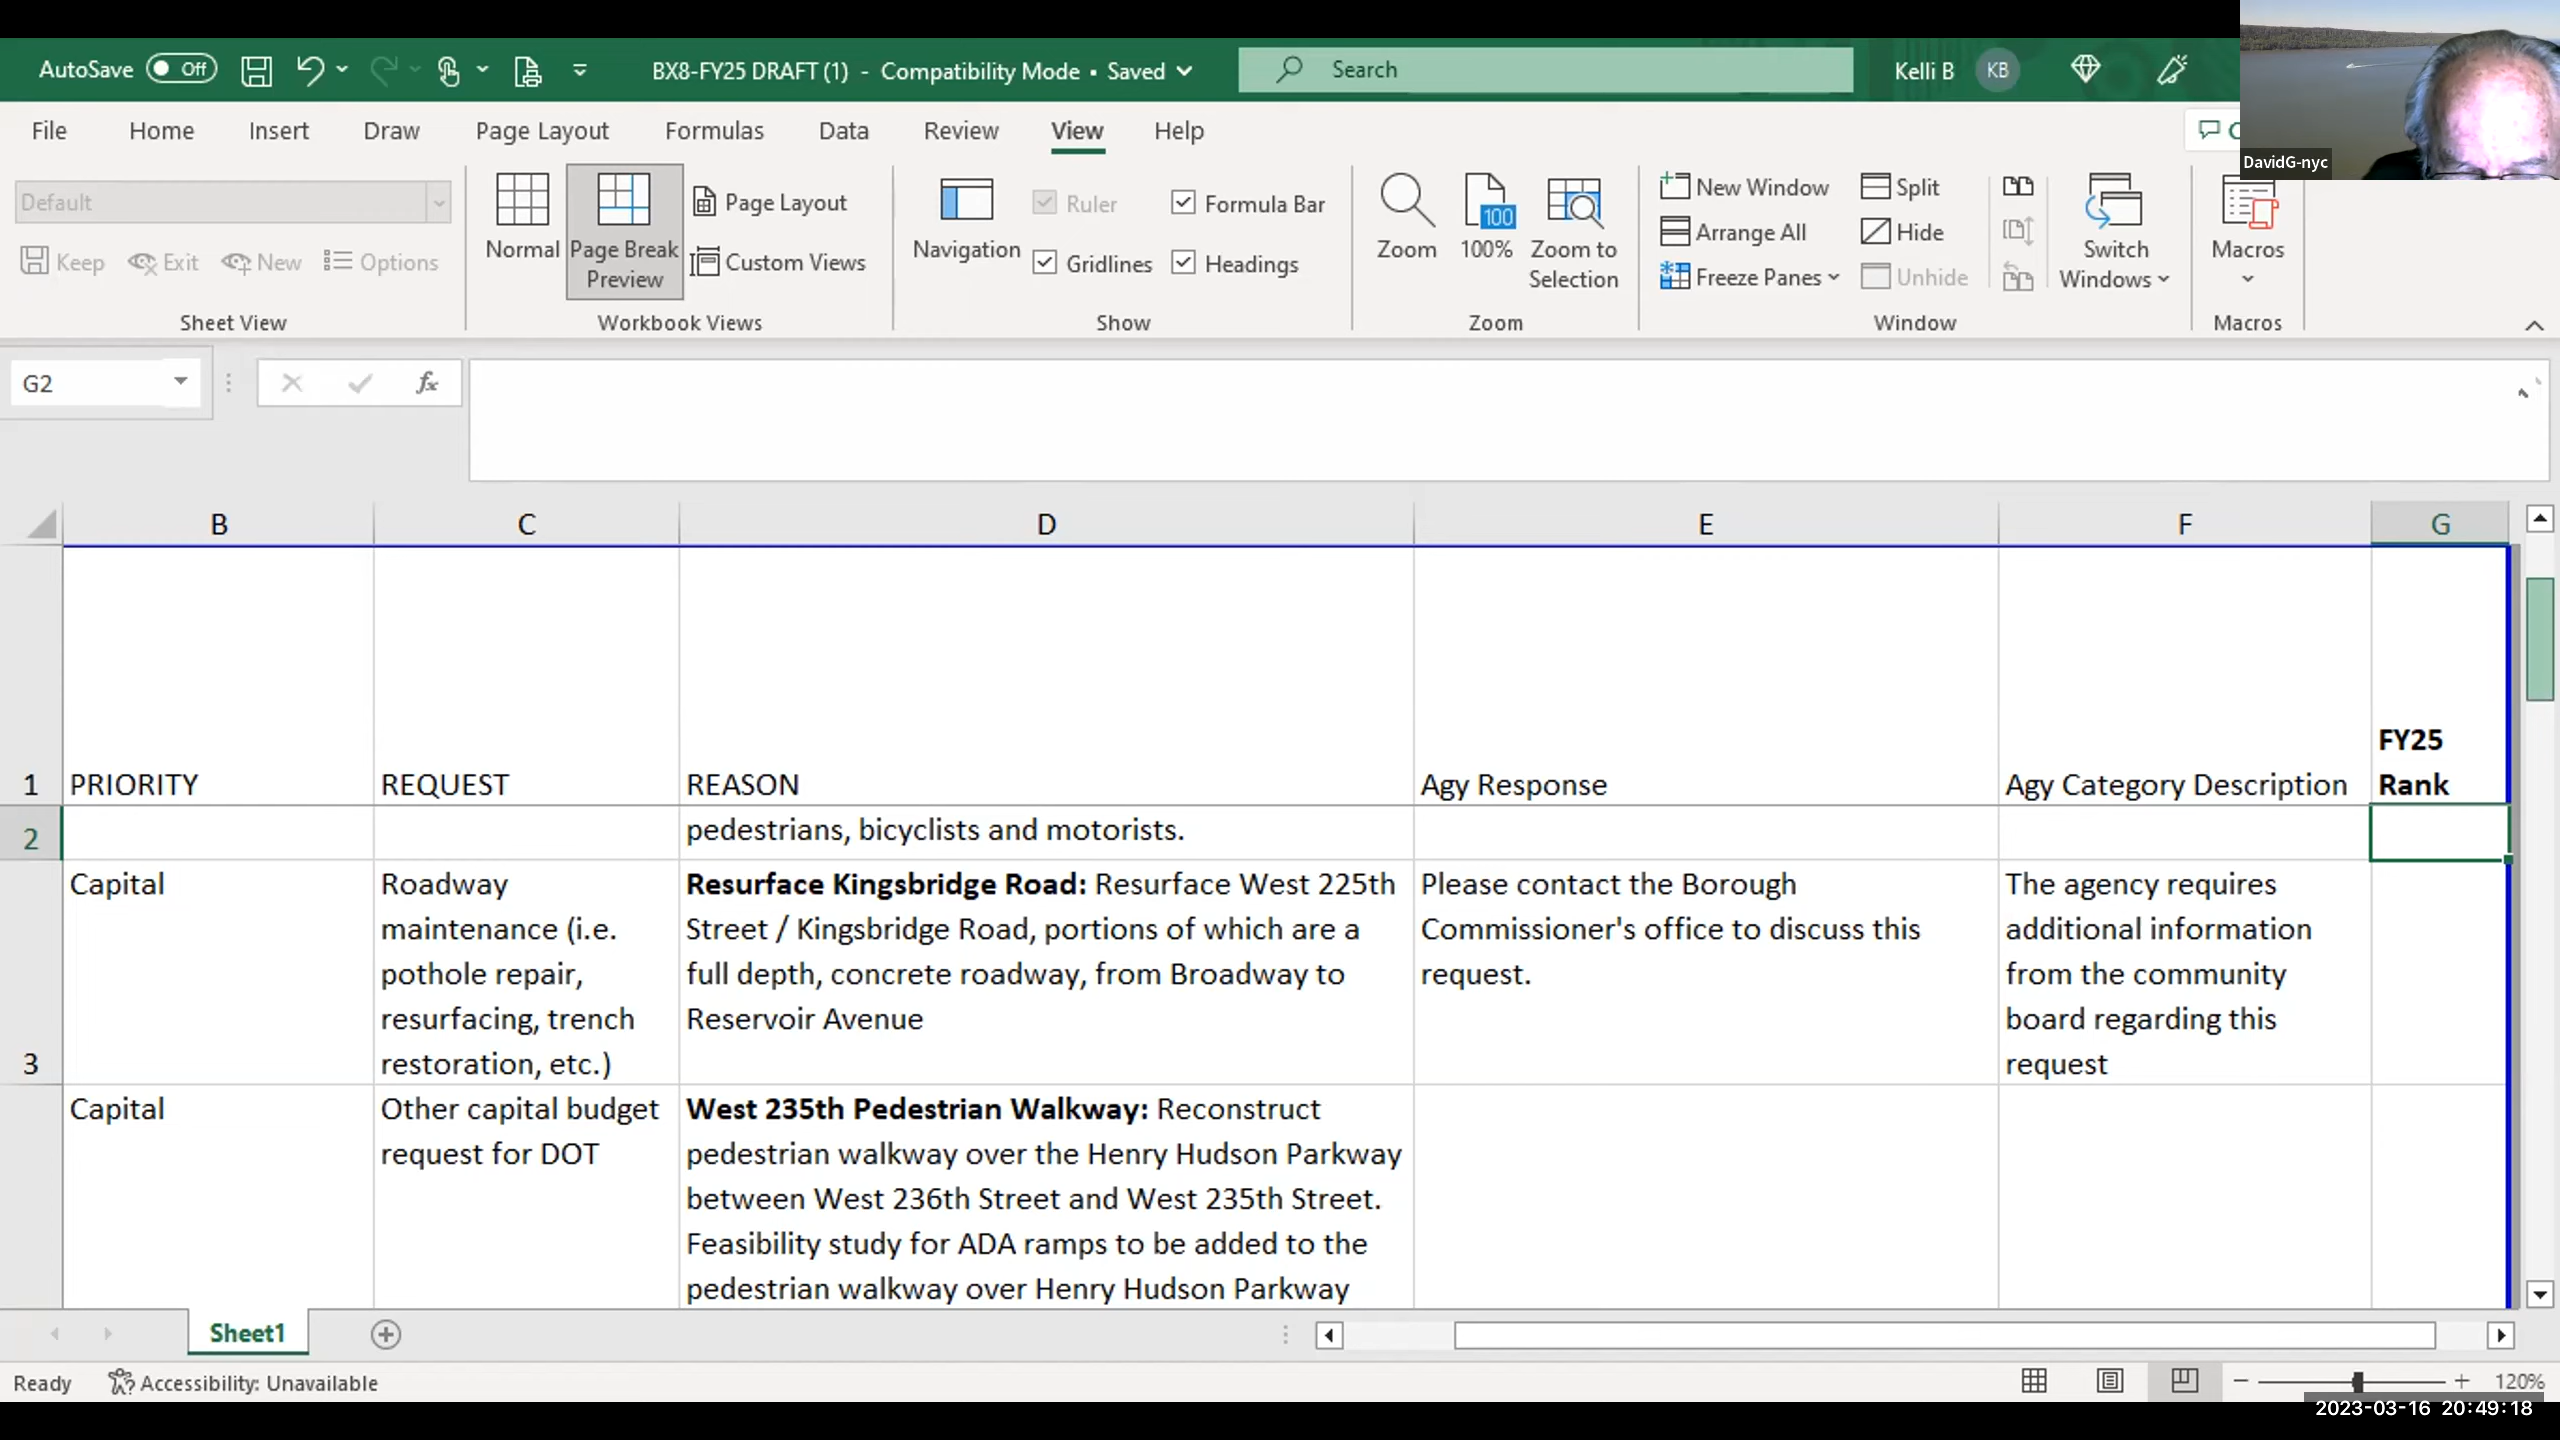 AutoSave Off BX8-FY25 DRAFT (1) - Compatibility Mode • Saved Search Kelli B KB
File Home Insert Draw Page Layout Formulas Data Review View Help
DavidG-nyc
Default
Keep Exit New Options
Sheet View
Normal
Page Break
Preview
Page Layout
Custom Views
Workbook Views
Navigation
Ruler
Formula Bar
Gridlines
Headings
Show
Zoom
100
100%
Zoom to
Selection
Zoom
New Window
Arrange All
Freeze Panes
Split
Hide
Unhide
Switch
Windows
Window
Macros
Macros
G2
fx
B C D E F G
1 PRIORITY REQUEST REASON Agy Response Agy Category Description
FY25
Rank
2
pedestrians, bicyclists and motorists.
3
Capital
Roadway
maintenance (i.e.
pothole repair,
resurfacing, trench
restoration, etc.)
Resurface Kingsbridge Road: Resurface West 225th
Street / Kingsbridge Road, portions of which are a
full depth, concrete roadway, from Broadway to
Reservoir Avenue
Please contact the Borough
Commissioner's office to discuss this
request.
The agency requires
additional information
from the community
board regarding this
request
Capital
Other capital budget
request for DOT
West 235th Pedestrian Walkway: Reconstruct
pedestrian walkway over the Henry Hudson Parkway
between West 236th Street and West 235th Street.
Feasibility study for ADA ramps to be added to the
pedestrian walkway over Henry Hudson Parkway
Sheet1
Ready Accessibility: Unavailable 120%
2023-03-16 20:49:18